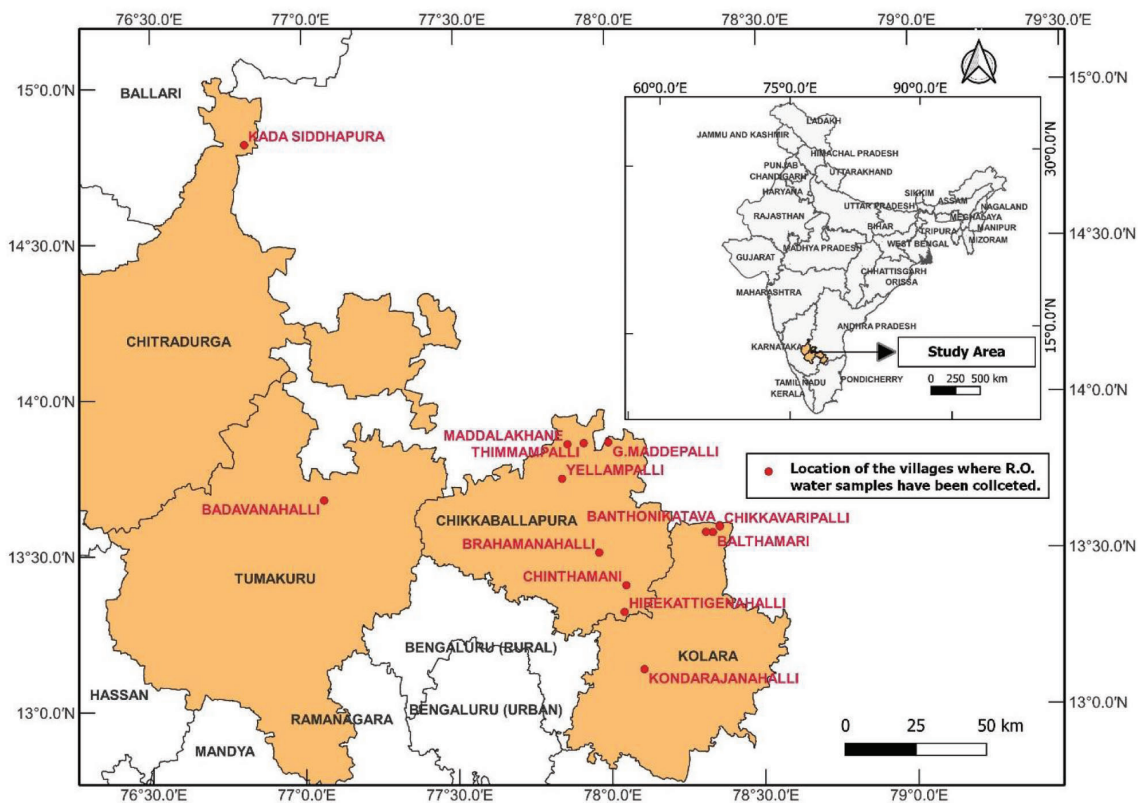 76°30.0'E 77°0.0'E 77°30.0'E 78°0.0'E 78°30.0'E 79°0.0'E 79°30.0'E
15°0.0'N
15°0.0'N
BALLARI
KADA SIDDHAPURA
60°0.0'E 75°0.0'E 90°0.0'E
LADAKH
JAMMU AND KASHMIR
HIMACHAL PRADESH
PUNJAB
UTTARAKHAND
CHANDIGARH
HARYANA
SIKKIM
ASSAM
UTTAR PRADESH
NAGALAND
RAJASTHAN
MEGHALAYA
BIHAR
MANIPUR
TRIPURA
MIZORAM
MADHYA PRADESH
WEST BENGAL
GUJARAT
CHHATTISGARH
ORISSA
MAHARASHTRA
ANDHRA PRADESH
KARNATAKA
Study Area
TAMIL NADU
PONDICHERRY
KERALA
0 250 500 km
30°0.0'N
15°0.0'N
14°30.0'N
14°30.0'N
CHITRADURGA
14°0.0'N
14°0.0'N
MADDALAKHANE
THIMMAMPALLI
G.MADDEPALLI
YELLAMPALLI
Location of the villages where R.O.
water samples have been collceted.
BADAVANAHALLI
CHIKKABALLAPURA
BANTHONIKATAVA
CHIKKAVARIPALLI
BALTHAMARI
BRAHAMANAHALLI
13°30.0'N
13°30.0'N
TUMAKURU
CHINTHAMANI
HIREKATTIGENAHALLI
BENGALURU (RURAL)
KOLARA
KONDARAJANAHALLI
HASSAN
13°0.0'N
13°0.0'N
RAMANAGARA
BENGALURU (URBAN)
MANDYA
0 25 50 km
76°30.0'E 77°0.0'E 77°30.0'E 78°0.0'E 78°30.0'E 79°0.0'E